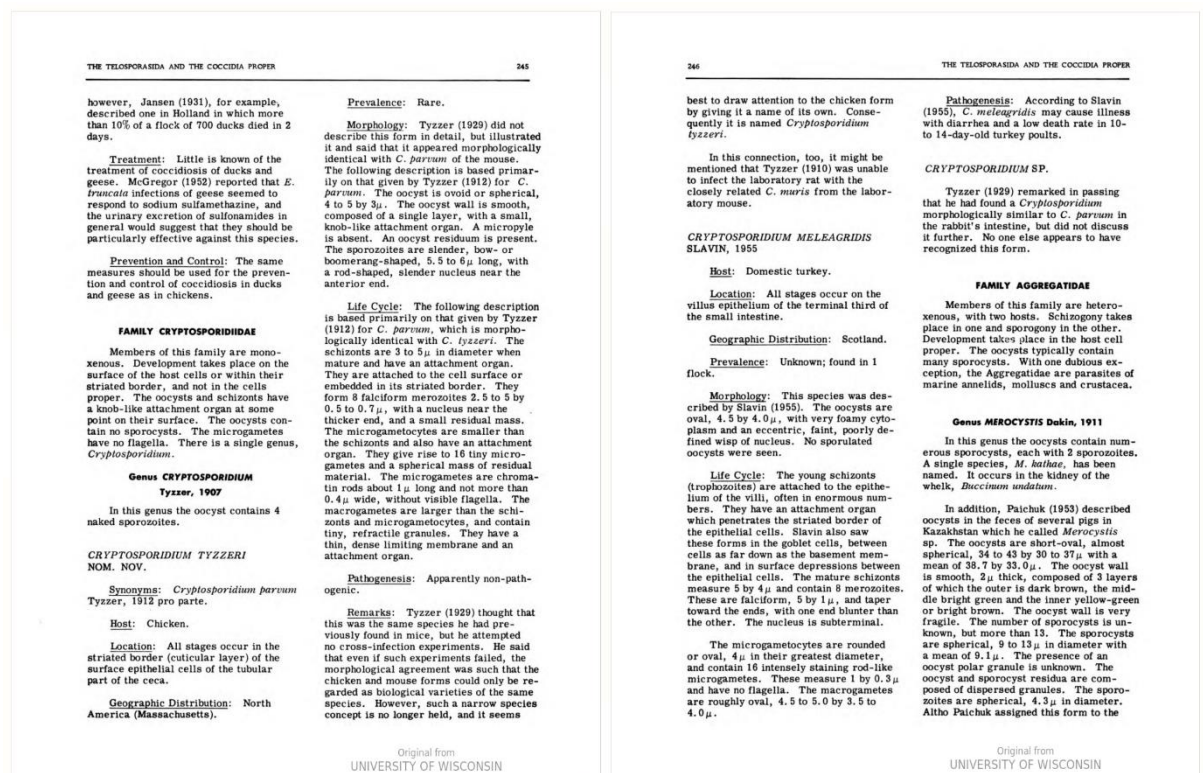 THE TELOSPORASIDA AND THE COCCIDIA PROPER 245
however, Jansen (1931), for example,
described one in Holland in which more
than 10% of a flock of 700 ducks died in 2
days.
Treatment: Little is known of the
treatment of coccidiosis of ducks and
geese. McGregor (1952) reported that E.
truncata infections of geese seemed to
respond to sodium sulfamethazine, and
the urinary excretion of sulfonamides in
general would suggest that they should be
particularly effective against this species.
Prevention and Control: The same
measures should be used for the preven-
tion and control of coccidiosis in ducks
and geese as in chickens.
FAMILY CRYPTOSPORIDIIDAE
Members of this family are mono-
xenous. Development takes place on the
surface of the host cells or within their
striated border, and not in the cells
proper. The oocysts and schizonts have
a knob-like attachment organ at some
point on their surface. The oocysts con-
tain no sporocysts. The microgametes
have no flagella. There is a single genus,
Cryptosporidium.
Genus CRYPTOSPORIDIUM
Tyzzer, 1907
In this genus the oocyst contains 4
naked sporozoites.
CRYPTOSPORIDIUM TYZZERI
NOM. NOV.
Synonyms: Cryptosporidium parvum
Tyzzer, 1912 pro parte.
Host: Chicken.
Location: All stages occur in the
striated border (cuticular layer) of the
surface epithelial cells of the tubular
part of the ceca.
Geographic Distribution: North
America (Massachusetts).
Prevalence: Rare.
Morphology: Tyzzer (1929) did not
describe this form in detail, but illustrated
it and said that it appeared morphologically
identical with C. parvum of the mouse.
The following description is based primar-
ily on that given by Tyzzer (1912) for C.
parvum. The oocyst is ovoid or spherical,
4 to 5 by 3μ. The oocyst wall is smooth,
composed of a single layer, with a small,
knob-like attachment organ. A micropyle
is absent. An oocyst residuum is present.
The sporozoites are slender, bow- or
boomerang-shaped, 5.5 to 6μ long, with
a rod-shaped, slender nucleus near the
anterior end.
Life Cycle: The following description
is based primarily on that given by Tyzzer
(1912) for C. parvum, which is morpho-
logically identical with C. tyzzeri. The
schizonts are 3 to 5μ in diameter when
mature and have an attachment organ.
They are attached to the cell surface or
embedded in its striated border. They
form 8 falciform merozoites 2.5 to 5 by
0.5 to 0.7μ, with a nucleus near the
thicker end, and a small residual mass.
The microgametocytes are smaller than
the schizonts and also have an attachment
organ. They give rise to 16 tiny micro-
gametes and a spherical mass of residual
material. The microgametes are chroma-
tin rods about 1μ long and not more than
0.4μ wide, without visible flagella. The
macrogametes are larger than the schi-
zonts and microgametocytes, and contain
tiny, refractile granules. They have a
thin, dense limiting membrane and an
attachment organ.
Pathogenesis: Apparently non-path-
ogenic.
Remarks: Tyzzer (1929) thought that
this was the same species he had pre-
viously found in mice, but he attempted
no cross-infection experiments. He said
that even if such experiments failed, the
morphological agreement was such that the
chicken and mouse forms could only be re-
garded as biological varieties of the same
species. However, such a narrow species
concept is no longer held, and it seems
Original from
UNIVERSITY OF WISCONSIN
246 THE TELOSPORASIDA AND THE COCCIDIA PROPER
best to draw attention to the chicken form
by giving it a name of its own. Conse-
quently it is named Cryptosporidium
tyzzeri.
In this connection, too, it might be
mentioned that Tyzzer (1910) was unable
to infect the laboratory rat with the
closely related C. muris from the labor-
atory mouse.
CRYPTOSPORIDIUM MELEAGRIDIS
SLAVIN, 1955
Host: Domestic turkey.
Location: All stages occur on the
villus epithelium of the terminal third of
the small intestine.
Geographic Distribution: Scotland.
Prevalence: Unknown; found in 1
flock.
Morphology: This species was des-
cribed by Slavin (1955). The oocysts are
oval, 4.5 by 4.0μ, with very foamy cyto-
plasm and an eccentric, faint, poorly de-
fined wisp of nucleus. No sporulated
oocysts were seen.
Life Cycle: The young schizonts
(trophozoites) are attached to the epithe-
lium of the villi, often in enormous num-
bers. They have an attachment organ
which penetrates the striated border of
the epithelial cells. Slavin also saw
these forms in the goblet cells, between
cells as far down as the basement mem-
brane, and in surface depressions between
the epithelial cells. The mature schizonts
measure 5 by 4μ and contain 8 merozoites.
These are falciform, 5 by 1μ, and taper
toward the ends, with one end blunter than
the other. The nucleus is subterminal.
The microgametocytes are rounded
or oval, 4μ in their greatest diameter,
and contain 16 intensely staining rod-like
microgametes. These measure 1 by 0.3μ
and have no flagella. The macrogametes
are roughly oval, 4.5 to 5.0 by 3.5 to
4.0μ.
Pathogenesis: According to Slavin
(1955), C. meleagridis may cause illness
with diarrhea and a low death rate in 10-
to 14-day-old turkey poults.
CRYPTOSPORIDIUM SP.
Tyzzer (1929) remarked in passing
that he had found a Cryptosporidium
morphologically similar to C. parvum in
the rabbit's intestine, but did not discuss
it further. No one else appears to have
recognized this form.
FAMILY AGGREGATIDAE
Members of this family are hetero-
xenous, with two hosts. Schizogony takes
place in one and sporogony in the other.
Development takes place in the host cell
proper. The oocysts typically contain
many sporocysts. With one dubious ex-
ception, the Aggregatidae are parasites of
marine annelids, molluscs and crustacea.
Genus MEROCYSTIS Dakin, 1911
In this genus the oocysts contain num-
erous sporocysts, each with 2 sporozoites.
A single species, M. kathae, has been
named. It occurs in the kidney of the
whelk, Buccinum undatum.
In addition, Paichuk (1953) described
oocysts in the feces of several pigs in
Kazakhstan which he called Merocystis
sp. The oocysts are short-oval, almost
spherical, 34 to 43 by 30 to 37μ with a
mean of 38.7 by 33.0μ. The oocyst wall
is smooth, 2μ thick, composed of 3 layers
of which the outer is dark brown, the mid-
dle bright green and the inner yellow-green
or bright brown. The oocyst wall is very
fragile. The number of sporocysts is un-
known, but more than 13. The sporocysts
are spherical, 9 to 13μ in diameter with
a mean of 9.1μ. The presence of an
oocyst polar granule is unknown. The
oocyst and sporocyst residua are com-
posed of dispersed granules. The sporo-
zoites are spherical, 4.3μ in diameter.
Altho Paichuk assigned this form to the
Original from
UNIVERSITY OF WISCONSIN